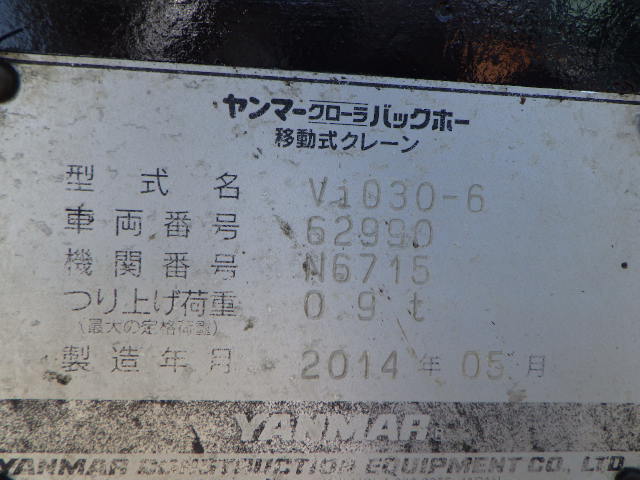 ヤンマークローラバックホー
移動式クレーン
型式名 Vi030-6
車両番号 62990
機関番号 N6715
つり上げ荷重 0.9t
(最大の定格荷重)
製造年月 2014年05月
YANMAR
YANMAR CONSTRUCTION EQUIPMENT CO., LTD